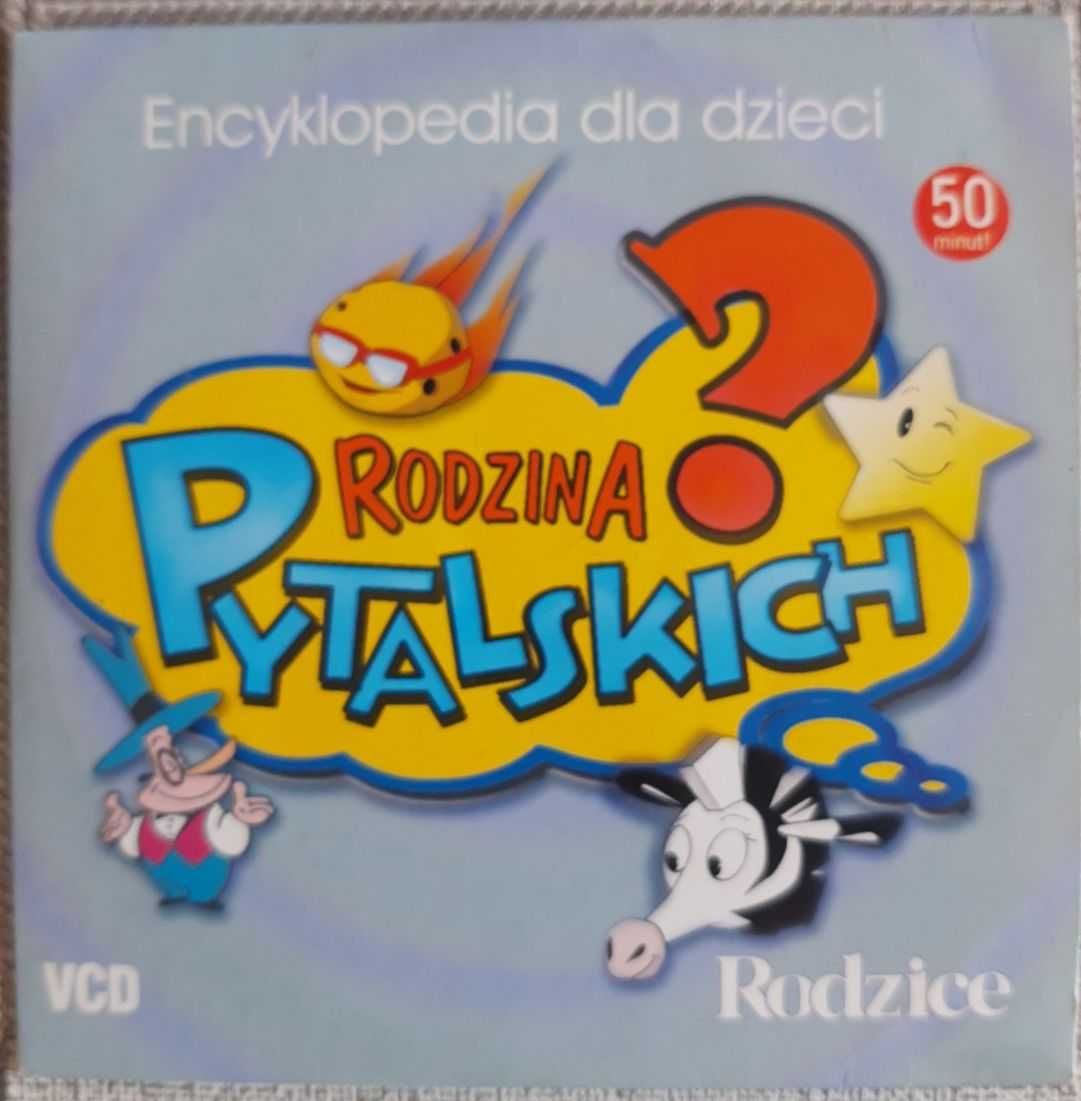 Encyklopedia dla dzieci
50
minut!
RODZINA
PYTALSKICH
?
VCD
Rodzice